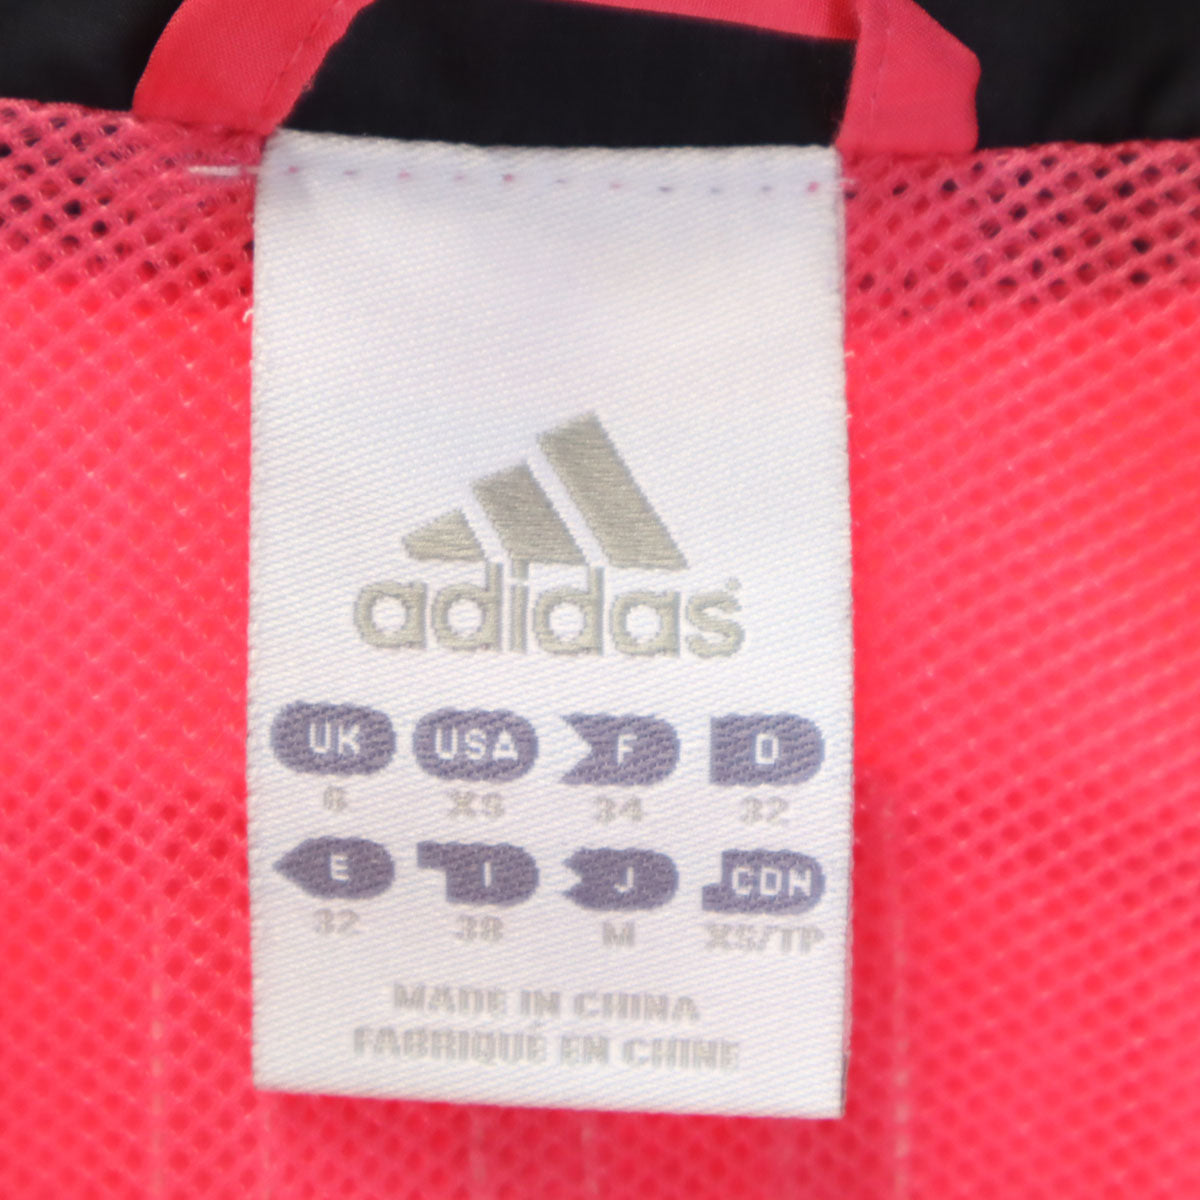 adidas®
UK USA F D
6 XS 34 32
E I J CDN
32 38 M XS/TP
MADE IN CHINA
FABRIQUÉ EN CHINE